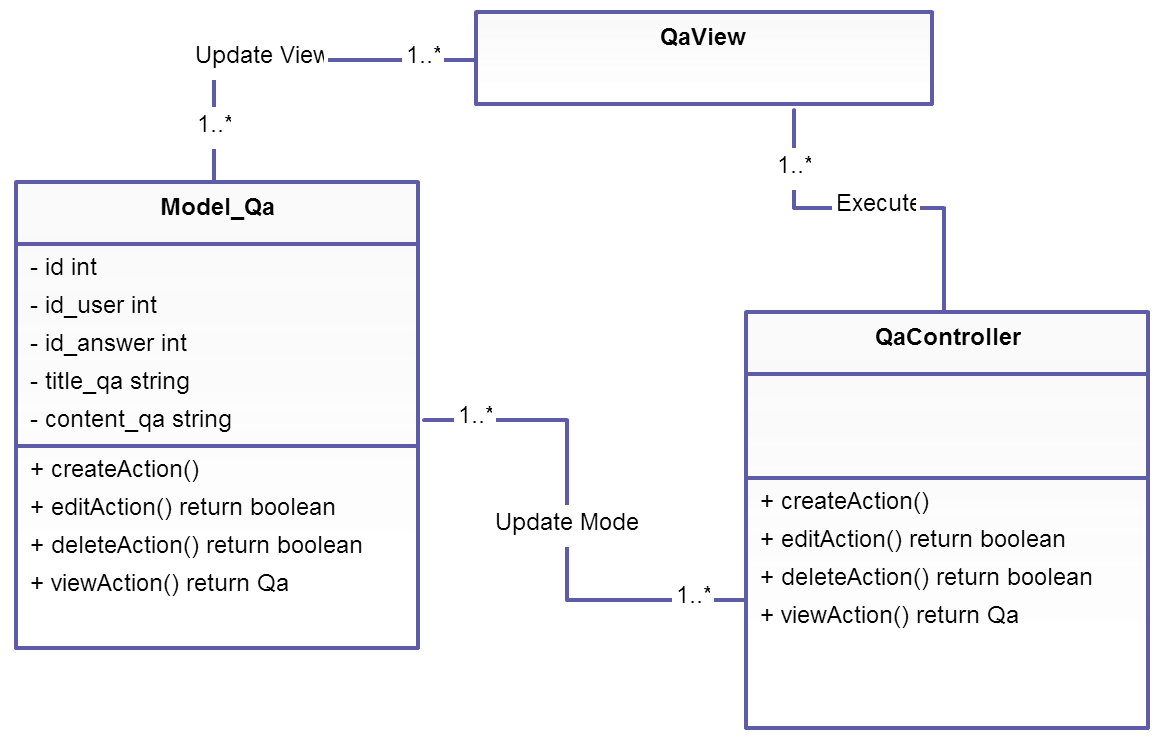 QaView
Update View
1..*
1..*
1..*
Execute
Model_Qa
- id int
- id_user int
- id_answer int
- title_qa string
- content_qa string
+ createAction()
+ editAction() return boolean
+ deleteAction() return boolean
+ viewAction() return Qa
1..*
Update Mode
1..*
QaController
+ createAction()
+ editAction() return boolean
+ deleteAction() return boolean
+ viewAction() return Qa